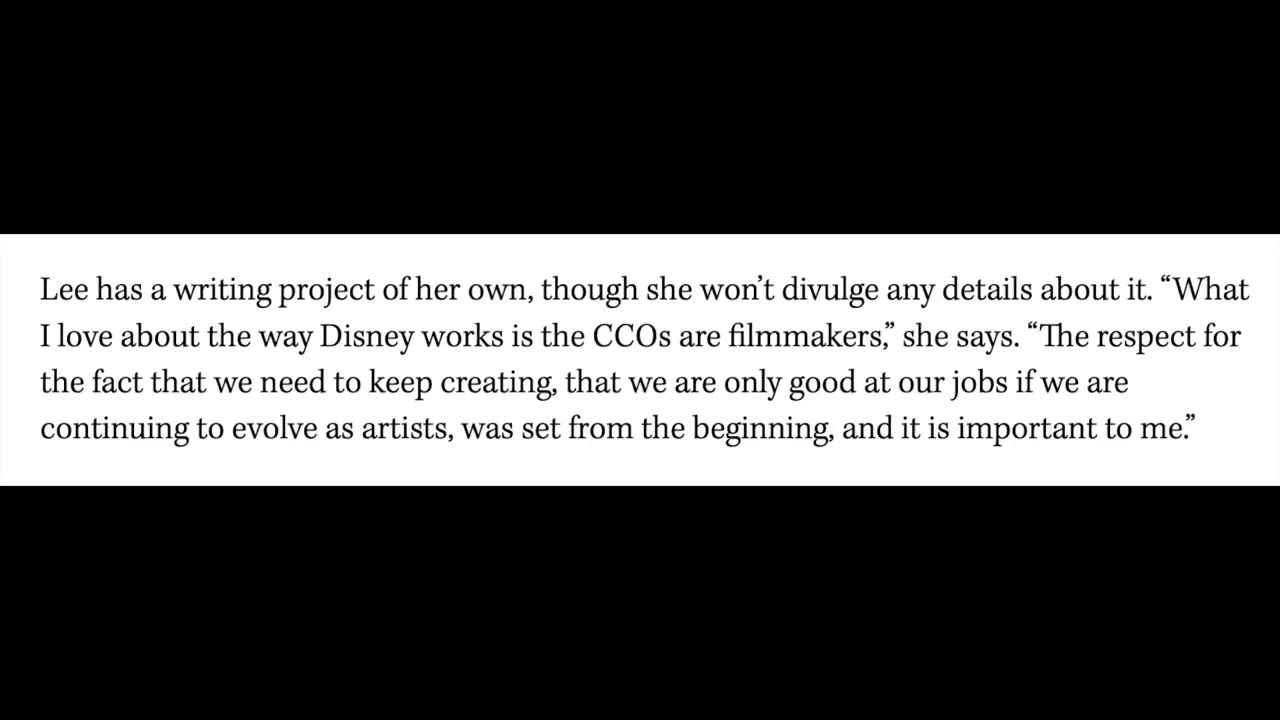 Lee has a writing project of her own, though she won’t divulge any details about it. “What
I love about the way Disney works is the CCOs are filmmakers,” she says. “The respect for
the fact that we need to keep creating, that we are only good at our jobs if we are
continuing to evolve as artists, was set from the beginning, and it is important to me.”